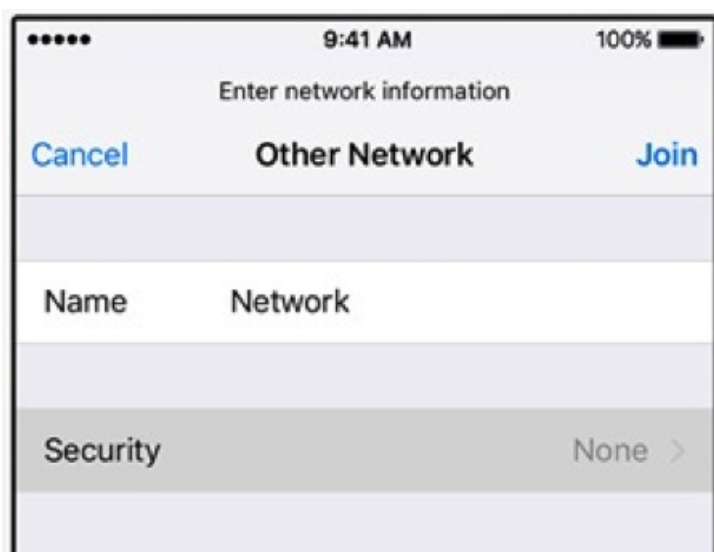 9:41 AM 100%
Enter network information
Cancel Other Network Join
Name Network
Security None